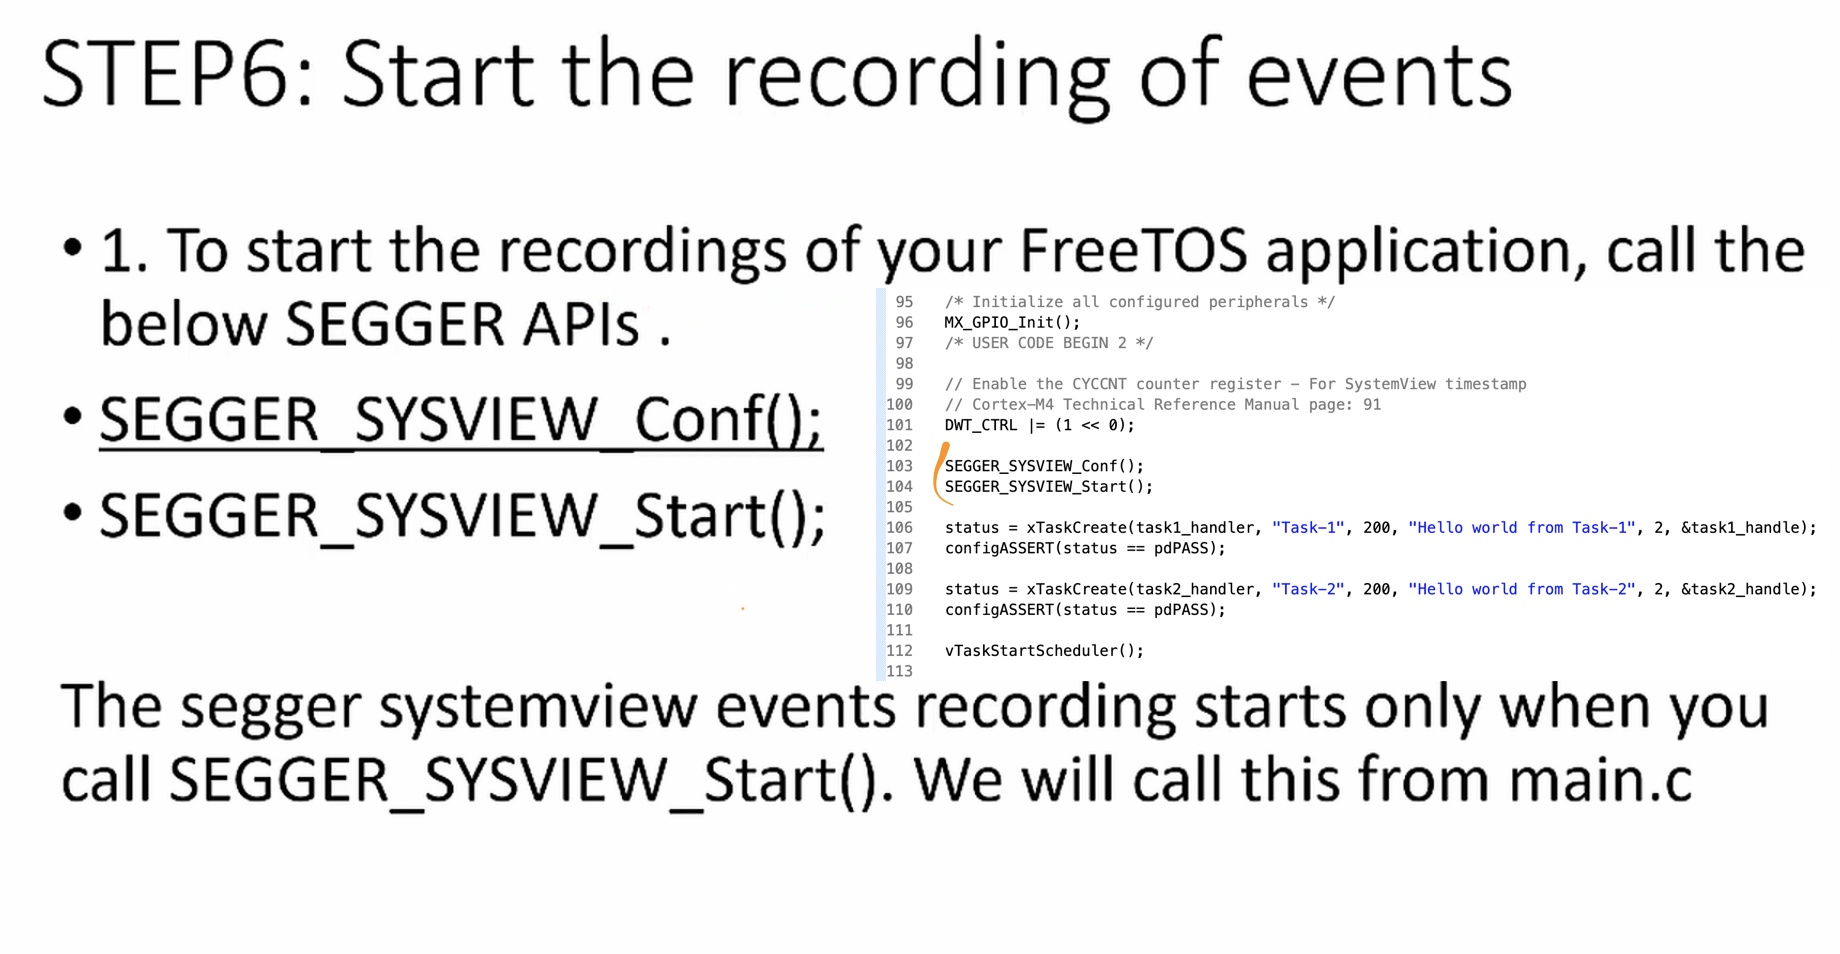 STEP6: Start the recording of events
• 1. To start the recordings of your FreeTOS application, call the
below SEGGER APIs .
• SEGGER_SYSVIEW_Conf();
• SEGGER_SYSVIEW_Start();
95 /* Initialize all configured peripherals */
96 MX_GPIO_Init();
97 /* USER CODE BEGIN 2 */
98
99 // Enable the CYCCNT counter register – For SystemView timestamp
100 // Cortex–M4 Technical Reference Manual page: 91
101 DWT_CTRL |= (1 << 0);
102
103 SEGGER_SYSVIEW_Conf();
104 SEGGER_SYSVIEW_Start();
105
106 status = xTaskCreate(task1_handler, "Task–1", 200, "Hello world from Task–1", 2, &task1_handle);
107 configASSERT(status == pdPASS);
108
109 status = xTaskCreate(task2_handler, "Task–2", 200, "Hello world from Task–2", 2, &task2_handle);
110 configASSERT(status == pdPASS);
111
112 vTaskStartScheduler();
113
The segger systemview events recording starts only when you
call SEGGER_SYSVIEW_Start(). We will call this from main.c